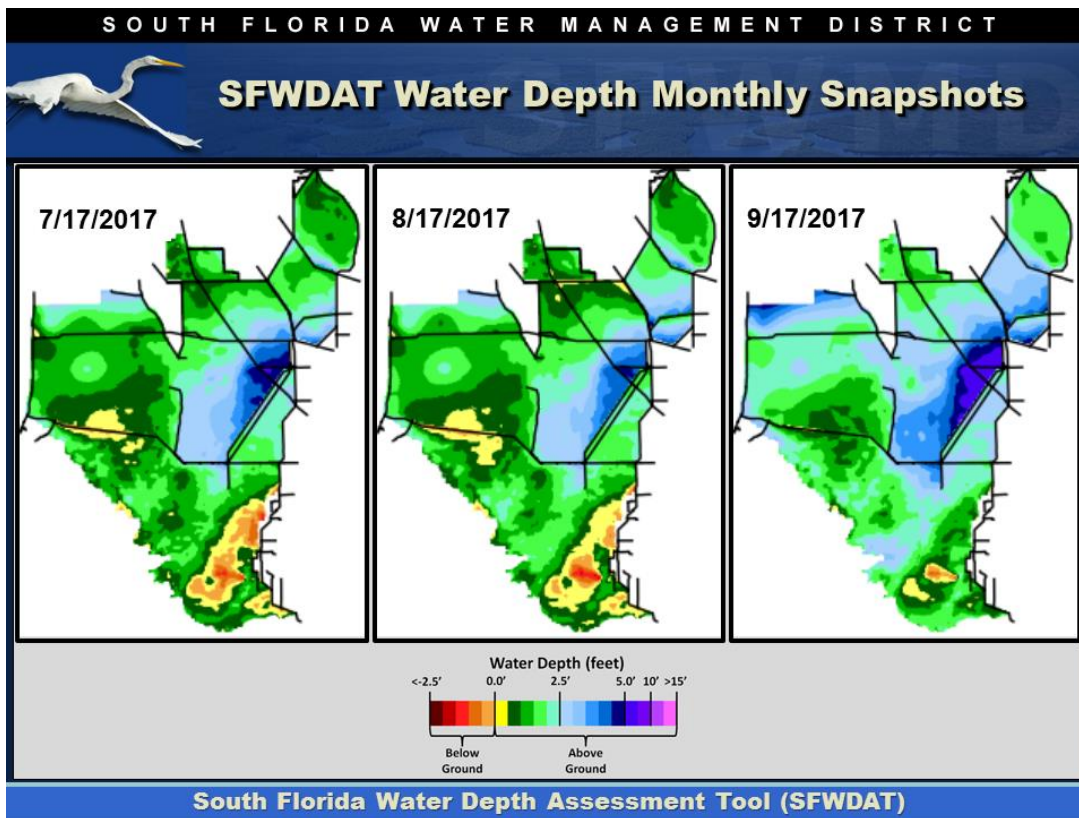 SOUTH FLORIDA WATER MANAGEMENT DISTRICT
SFWDAT Water Depth Monthly Snapshots
7/17/2017
8/17/2017
9/17/2017
Water Depth (feet)
<-2.5' 0.0' 2.5' 5.0' 10' >15'
Below Ground
Above Ground
South Florida Water Depth Assessment Tool (SFWDAT)